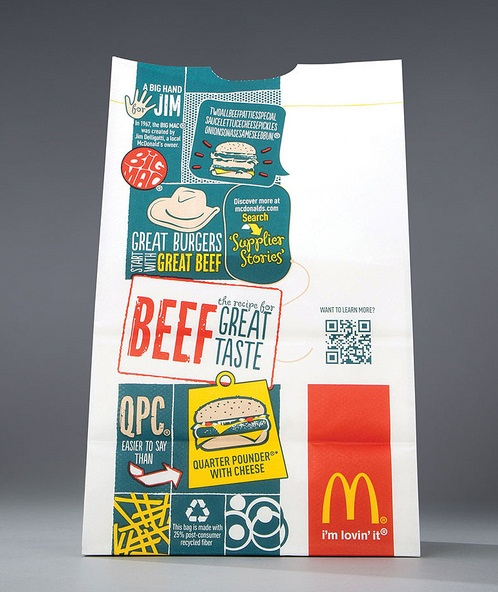 A BIG HAND
for JIM
In 1967, the BIG MAC®
was created by
Jim Delligatti, a local
McDonald's owner.
BIG
MAC®
TWOALLBEEFPATTIESSPECIAL
SAUCELETTUCECHEESEPICKLES
ONIONSONASESAMESEEDBUN®
GREAT BURGERS
START WITH GREAT BEEF
Discover more at
mcdonalds.com
Search
'Supplier
Stories'
BEEF
the recipe for
GREAT
TASTE
WANT TO LEARN MORE?
QPC®
EASIER TO SAY
THAN
QUARTER POUNDER®*
WITH CHEESE
This bag is made with
25% post-consumer
recycled fiber
M®
i'm lovin' it®